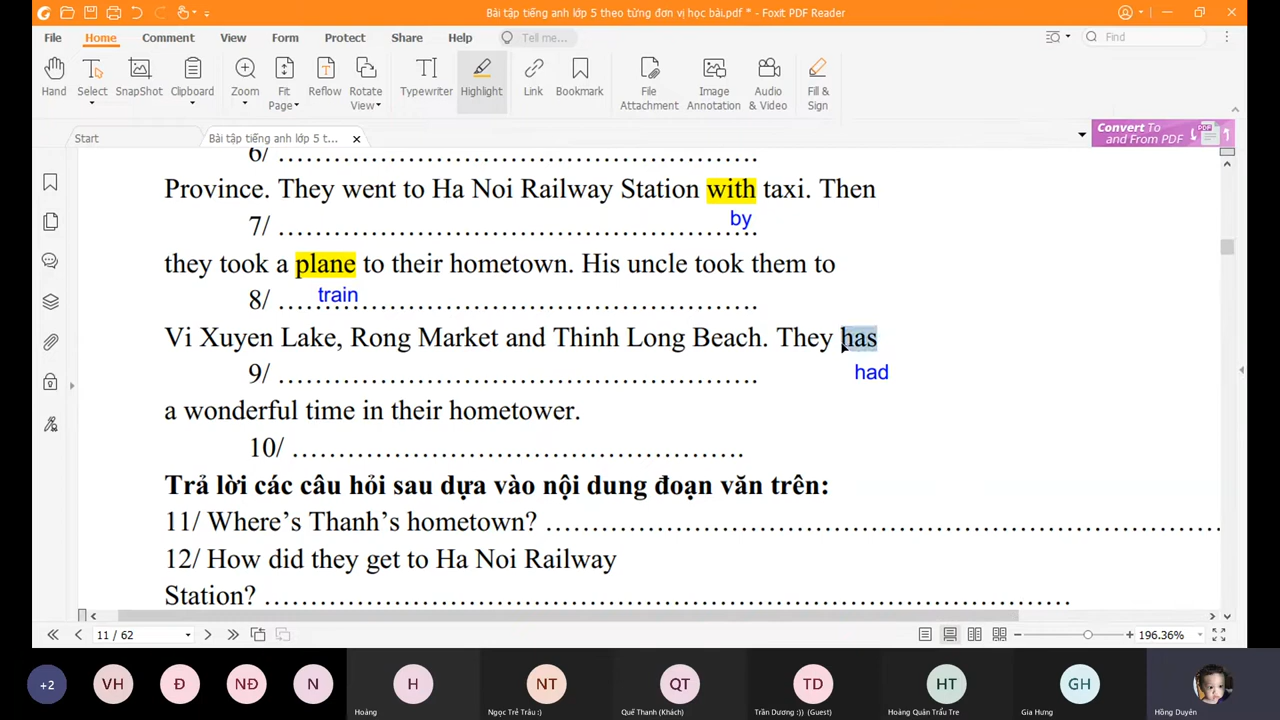 Bài tập tiếng anh lớp 5 theo từng đơn vị học bài.pdf * - Foxit PDF Reader
File Home Comment View Form Protect Share Help Tell me... Find
Hand Select SnapShot Clipboard Zoom Fit Page Reflow Rotate View Typewriter Highlight Link Bookmark File Attachment Image Annotation Audio & Video Fill & Sign
Start Bài tập tiếng anh lớp 5 t... Convert To and From PDF
6/ ……………………………………………………….
Province. They went to Ha Noi Railway Station with taxi. Then
by
7/ ……………………………………………………….
they took a plane to their hometown. His uncle took them to
train
8/ ……………………………………………………….
Vi Xuyen Lake, Rong Market and Thinh Long Beach. They has
had
9/ ……………………………………………………….
a wonderful time in their hometower.
10/ ……………………………………………………….
Trả lời các câu hỏi sau dựa vào nội dung đoạn văn trên:
11/ Where’s Thanh’s hometown? ………………………………………………………………
12/ How did they get to Ha Noi Railway
Station? ………………………………………………………………………
11 / 62 196.36%
+2 VH Đ NĐ N H NT QT TD HT GH
Hoàng Ngọc Trẻ Trâu :) Quế Thanh (Khách) Trần Dương :)) (Guest) Hoàng Quân Trẩu Tre Gia Hưng Hồng Duyên